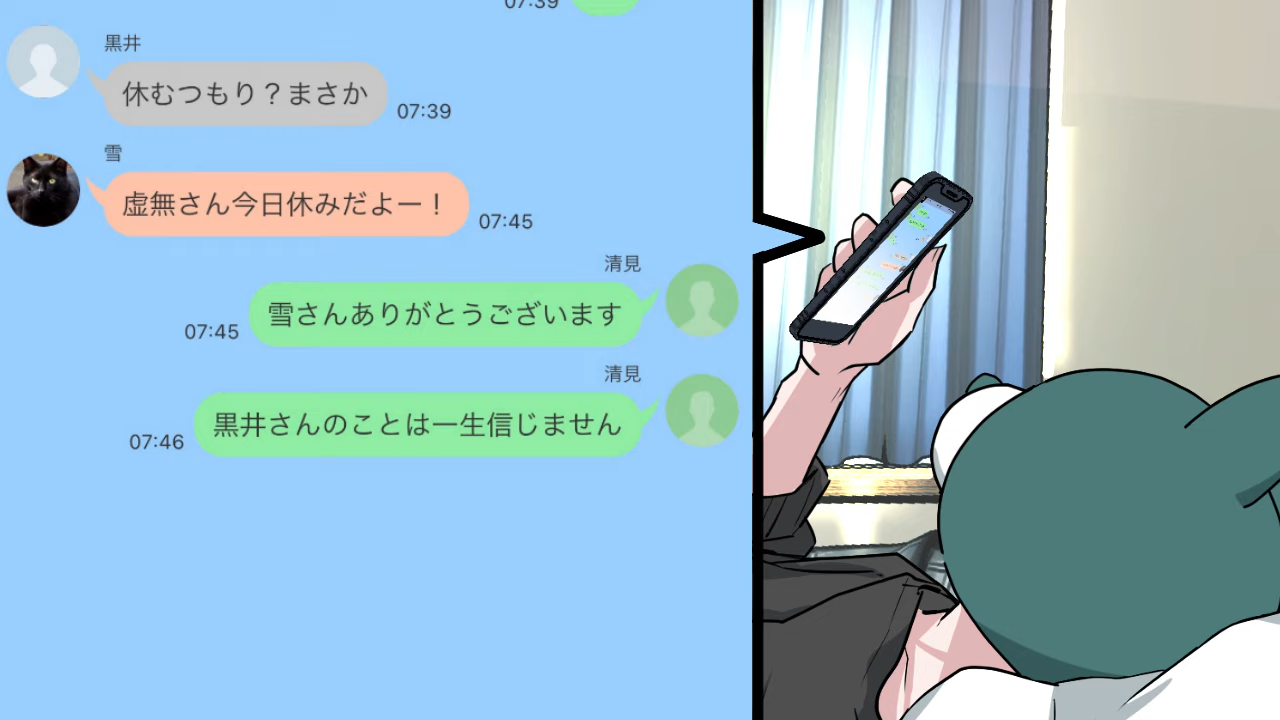 07:39
黒井
休むつもり？まさか
07:39
雪
虚無さん今日休みだよー！
07:45
清見
雪さんありがとうございます
07:45
清見
黒井さんのことは一生信じません
07:46